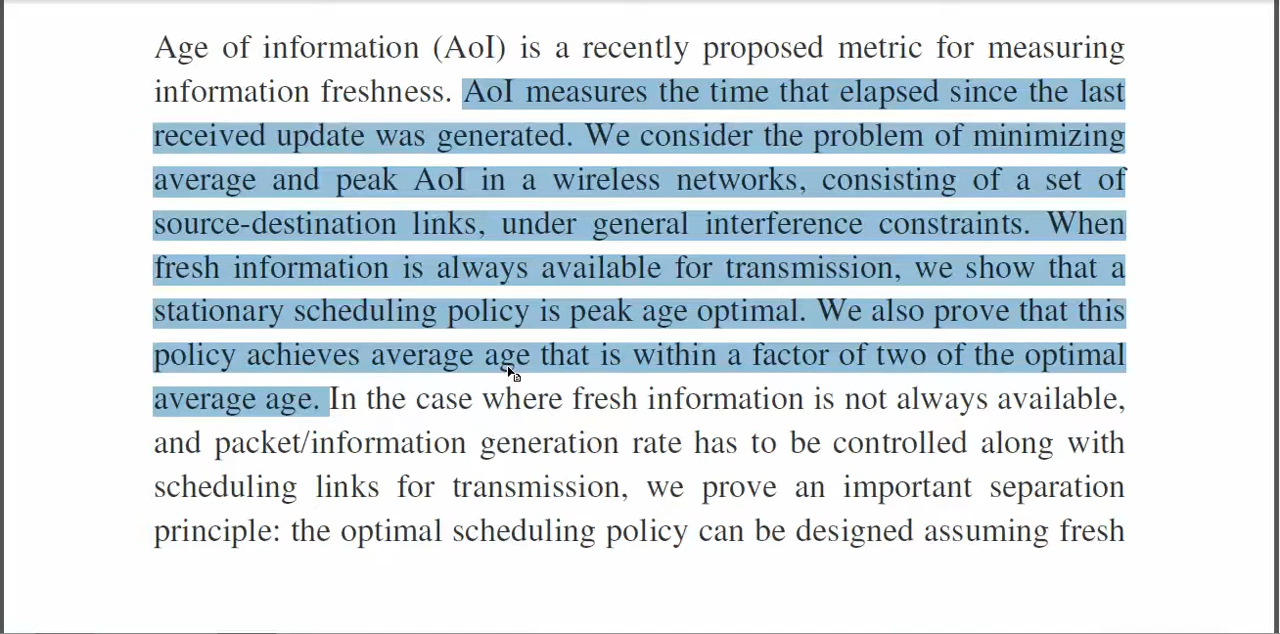 Age of information (AoI) is a recently proposed metric for measuring
information freshness. AoI measures the time that elapsed since the last
received update was generated. We consider the problem of minimizing
average and peak AoI in a wireless networks, consisting of a set of
source-destination links, under general interference constraints. When
fresh information is always available for transmission, we show that a
stationary scheduling policy is peak age optimal. We also prove that this
policy achieves average age that is within a factor of two of the optimal
average age. In the case where fresh information is not always available,
and packet/information generation rate has to be controlled along with
scheduling links for transmission, we prove an important separation
principle: the optimal scheduling policy can be designed assuming fresh